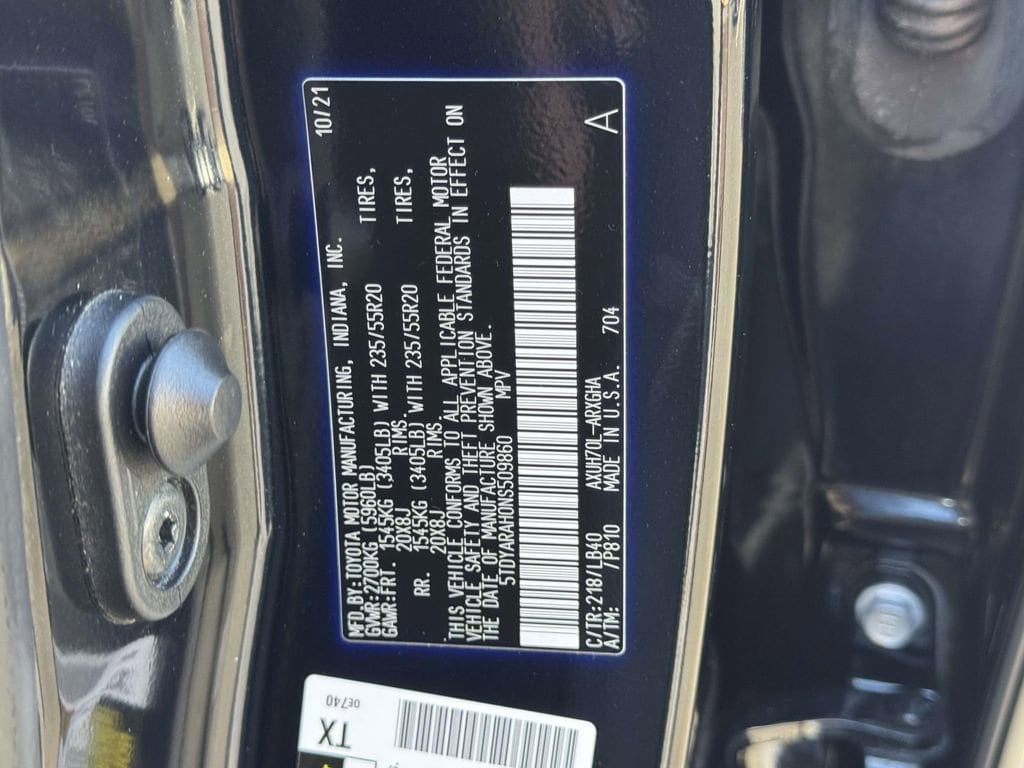 MFD.BY:TOYOTA MOTOR MANUFACTURING, INDIANA, INC. 10/21
GVWR:2700KG (5960LB)
GAWR:FRT. 1545KG (3405LB) WITH 235/55R20 TIRES,
20X8J RIMS.
RR. 1545KG (3405LB) WITH 235/55R20 TIRES,
20X8J RIMS
THIS VEHICLE CONFORMS TO ALL APPLICABLE FEDERAL MOTOR
VEHICLE SAFETY AND THEFT PREVENTION STANDARDS IN EFFECT ON
THE DATE OF MANUFACTURE SHOWN ABOVE.
5TDYARAH0NS509860 MPV
C/TR:218/LB40 AXUH70L-ARXGHA A
A/TM: /P810 MADE IN U.S.A. 704
TX 0E740